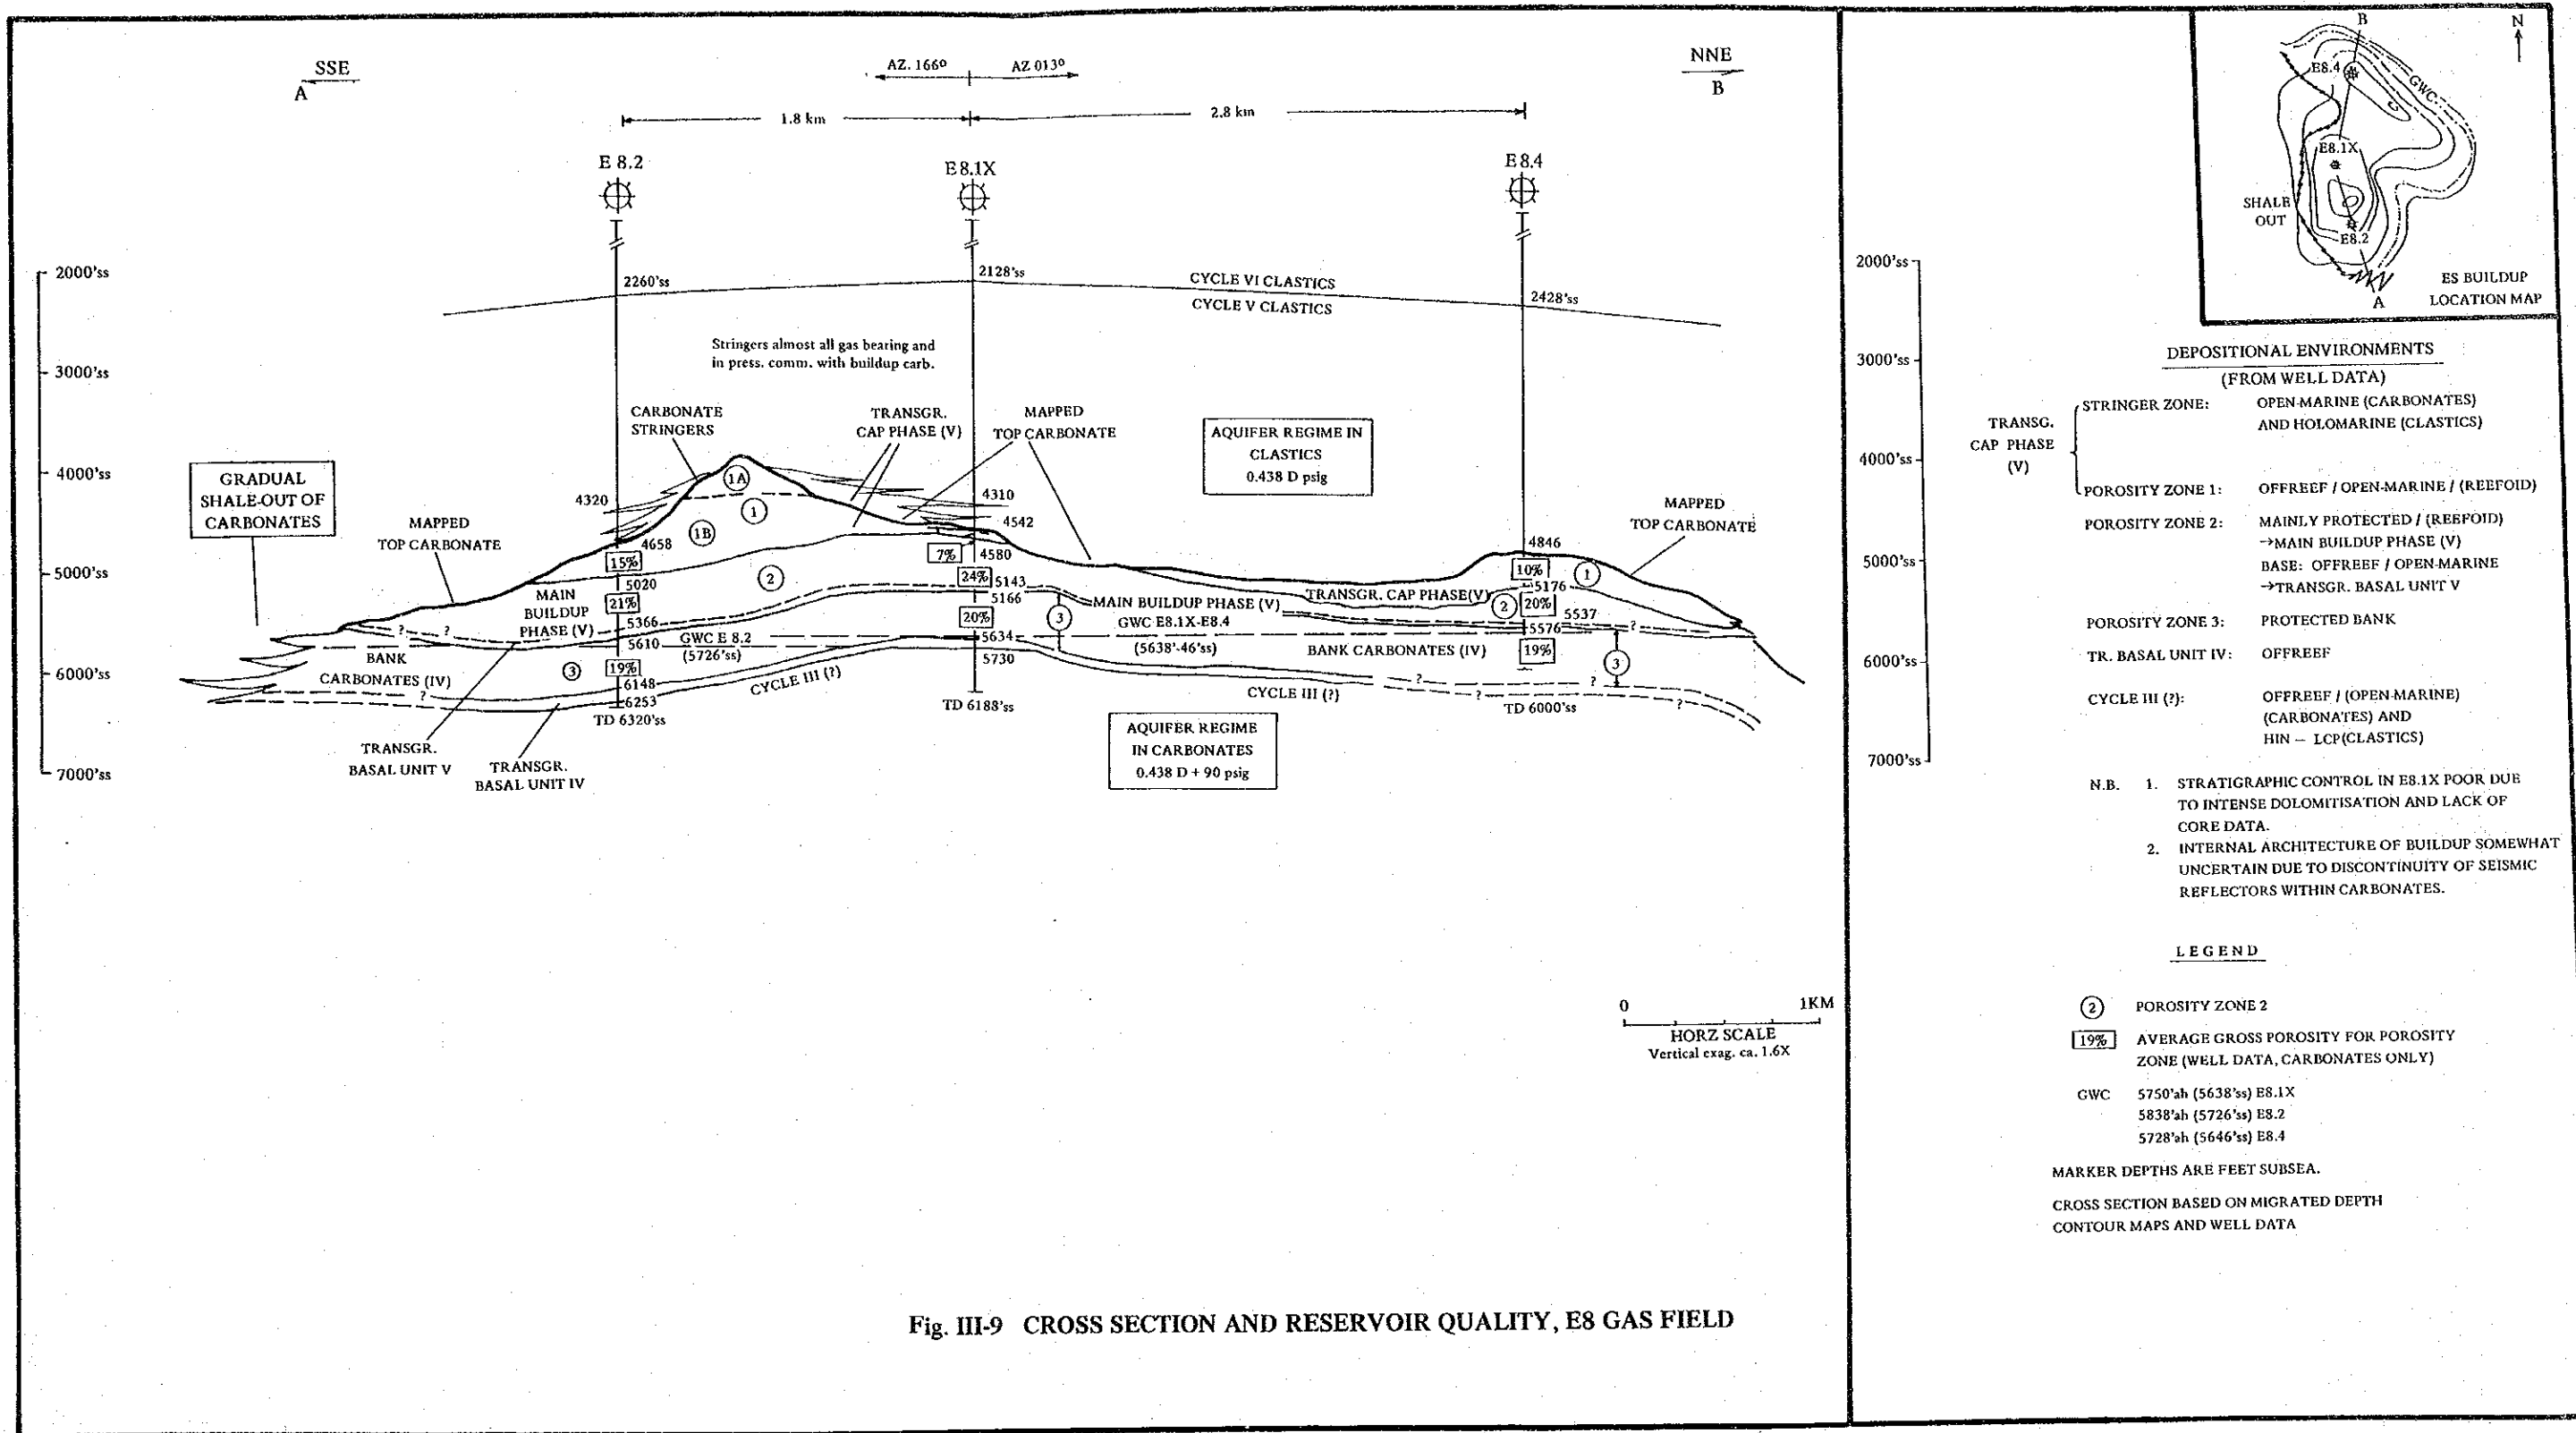 SSE
A
AZ. 166°
AZ 013°
NNE
B
1.8 km
2.8 km
E 8.2
E 8.1X
E 8.4
2000'ss
3000'ss
4000'ss
5000'ss
6000'ss
7000'ss
2260'ss
2128'ss
2428'ss
CYCLE VI CLASTICS
CYCLE V CLASTICS
Stringers almost all gas bearing and
in press. comm. with buildup carb.
CARBONATE
STRINGERS
TRANSGR.
CAP PHASE (V)
MAPPED
TOP CARBONATE
AQUIFER REGIME IN
CLASTICS
0.438 D psig
GRADUAL
SHALE-OUT OF
CARBONATES
MAPPED
TOP CARBONATE
MAPPED
TOP CARBONATE
1A
1
1B
2
4320
4310
4542
4658
15%
5020
21%
5366
5610
19%
6148
6253
TD 6320'ss
7%
4580
24%
5143
5166
20%
5634
5730
TD 6188'ss
4846
10%
1
5176
2
20%
5537
5576
19%
TD 6000'ss
MAIN
BUILDUP
PHASE (V)
GWC E 8.2
(5726'ss)
3
MAIN BUILDUP PHASE (V)
GWC E8.1X-E8.4
(5638'-46'ss)
TRANSGR. CAP PHASE(V)
BANK CARBONATES (IV)
3
BANK
CARBONATES (IV)
3
CYCLE III (?)
CYCLE III (?)
?
?
?
?
?
?
?
?
?
TRANSGR.
BASAL UNIT V
TRANSGR.
BASAL UNIT IV
AQUIFER REGIME
IN CARBONATES
0.438 D + 90 psig
0
1KM
HORZ SCALE
Vertical exag. ca. 1.6X
Fig. III-9 CROSS SECTION AND RESERVOIR QUALITY, E8 GAS FIELD
2000'ss
3000'ss
4000'ss
5000'ss
6000'ss
7000'ss
B
N
E8.4
GWC
E8.1X
SHALE
OUT
E8.2
A
ES BUILDUP
LOCATION MAP
DEPOSITIONAL ENVIRONMENTS
(FROM WELL DATA)
TRANSG.
CAP PHASE
(V)
STRINGER ZONE: OPEN-MARINE (CARBONATES)
AND HOLOMARINE (CLASTICS)
POROSITY ZONE 1: OFFREEF / OPEN-MARINE / (REEFOID)
POROSITY ZONE 2: MAINLY PROTECTED / (REEFOID)
→MAIN BUILDUP PHASE (V)
BASE: OFFREEF / OPEN-MARINE
→TRANSGR. BASAL UNIT V
POROSITY ZONE 3: PROTECTED BANK
TR. BASAL UNIT IV: OFFREEF
CYCLE III (?): OFFREEF / (OPEN-MARINE)
(CARBONATES) AND
HIN – LCP(CLASTICS)
N.B. 1. STRATIGRAPHIC CONTROL IN E8.1X POOR DUE
TO INTENSE DOLOMITISATION AND LACK OF
CORE DATA.
2. INTERNAL ARCHITECTURE OF BUILDUP SOMEWHAT
UNCERTAIN DUE TO DISCONTINUITY OF SEISMIC
REFLECTORS WITHIN CARBONATES.
LEGEND
2 POROSITY ZONE 2
19% AVERAGE GROSS POROSITY FOR POROSITY
ZONE (WELL DATA, CARBONATES ONLY)
GWC 5750'ah (5638'ss) E8.1X
5838'ah (5726'ss) E8.2
5728'ah (5646'ss) E8.4
MARKER DEPTHS ARE FEET SUBSEA.
CROSS SECTION BASED ON MIGRATED DEPTH
CONTOUR MAPS AND WELL DATA